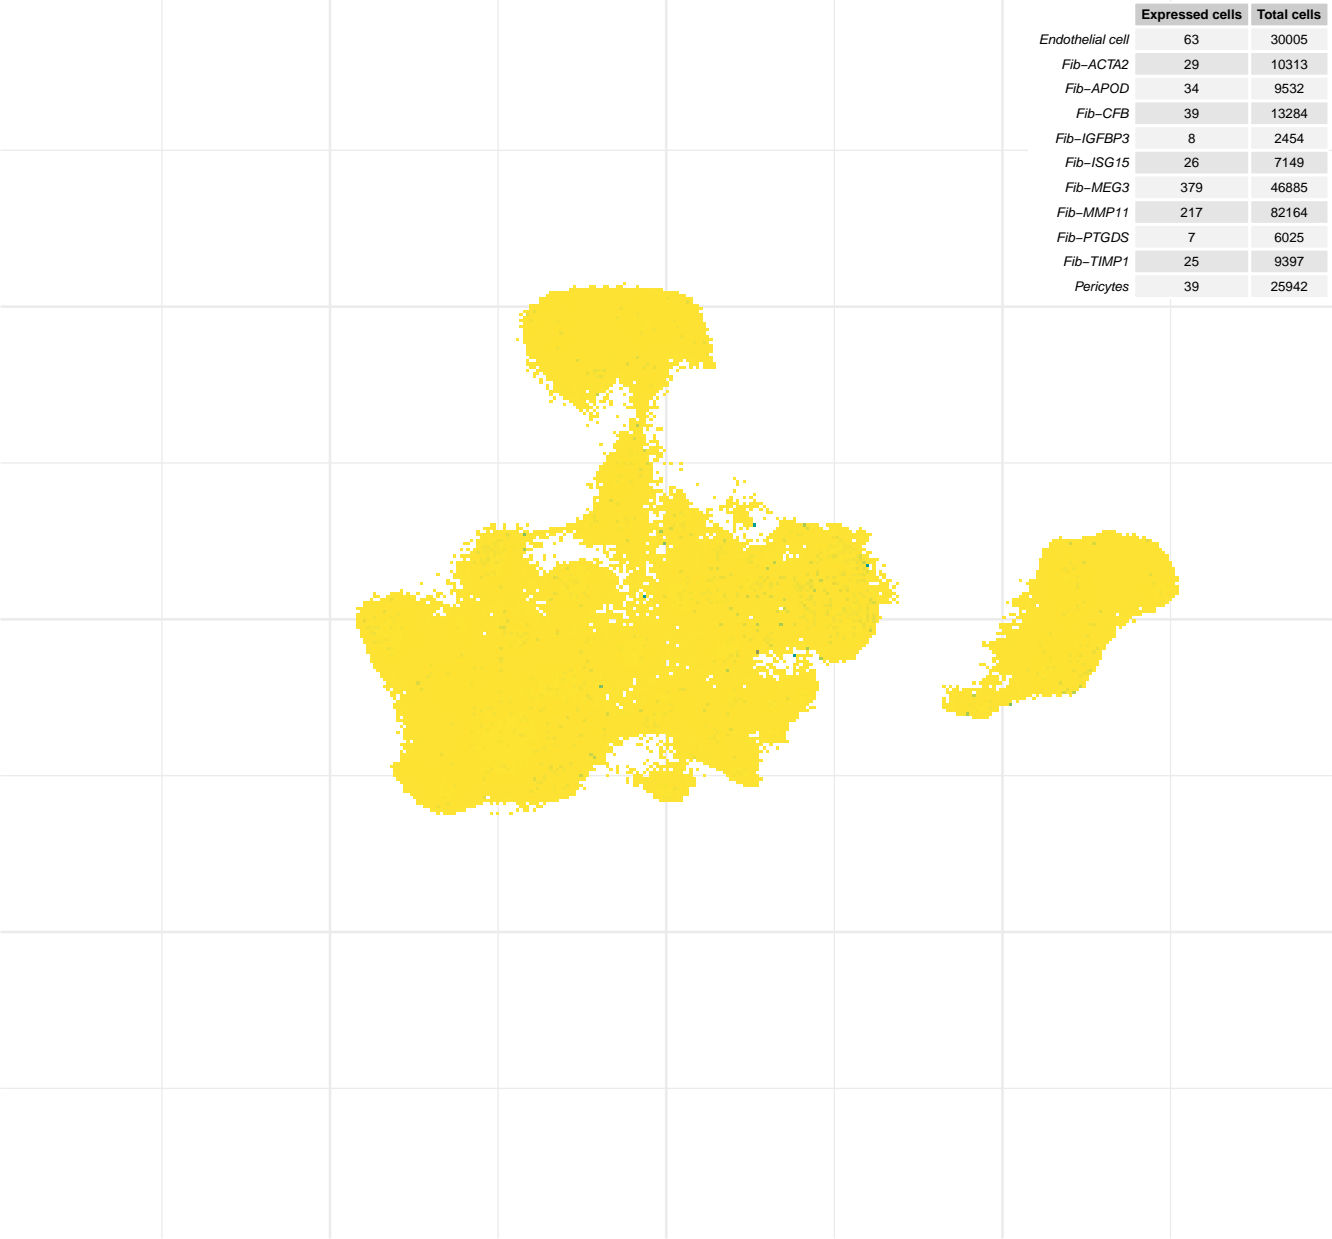 Expressed cells Total cells
Endothelial cell 63 30005
Fib−ACTA2 29 10313
Fib−APOD 34 9532
Fib−CFB 39 13284
Fib−IGFBP3 8 2454
Fib−ISG15 26 7149
Fib−MEG3 379 46885
Fib−MMP11 217 82164
Fib−PTGDS 7 6025
Fib−TIMP1 25 9397
Pericytes 39 25942